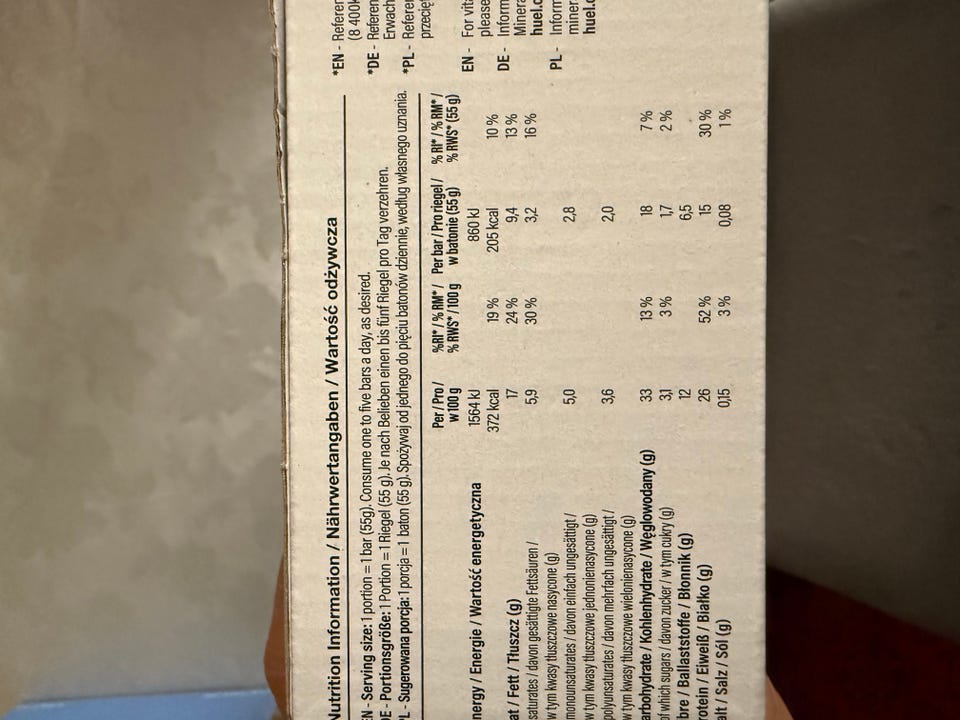 Nutrition Information / Nährwertangaben / Wartość odżywcza
EN - Serving size: 1 portion = 1 bar (55g). Consume one to five bars a day, as desired.
DE - Portionsgröße: 1 Portion = 1 Riegel (55 g). Je nach Belieben einen bis fünf Riegel pro Tag verzehren.
PL - Sugerowana porcja: 1 porcja = 1 baton (55 g). Spożywaj od jednego do pięciu batonów dziennie, według własnego uznania.
Per / Pro / w 100 g %RI* / % RM* / % RWS* / 100 g Per bar / Pro riegel / w batonie (55 g) % RI* / % RM* / % RWS* (55 g)
nergy / Energie / Wartość energetyczna 1564 kJ 860 kJ
372 kcal 19 % 205 kcal 10 %
at / Fett / Tłuszcz (g) 17 24 % 9,4 13 %
saturates / davon gesättigte Fettsäuren / 5,9 30 % 3,2 16 %
w tym kwasy tłuszczowe nasycone (g)
monounsaturates / davon einfach ungesättigt / 5,0 2,8
w tym kwasy tłuszczowe jednonienasycone (g)
polyunsaturates / davon mehrfach ungesättigt / 3,6 2,0
w tym kwasy tłuszczowe wielonienasycone (g)
arbohydrate / Kohlenhydrate / Węglowodany (g) 33 13 % 18 7 %
of which sugars / davon zucker / w tym cukry (g) 3,1 3 % 1,7 2 %
bre / Ballaststoffe / Błonnik (g) 12 6,5
rotein / Eiweiß / Białko (g) 26 52 % 15 30 %
alt / Salz / Sól (g) 0,15 3 % 0,08 1 %
*EN - Referen
(8 400k
*DE - Referen
Erwach
*PL - Referen
przecięt
EN - For vita
please
DE - Inform
Minera
huel.c
PL - Inform
miner
huel.c